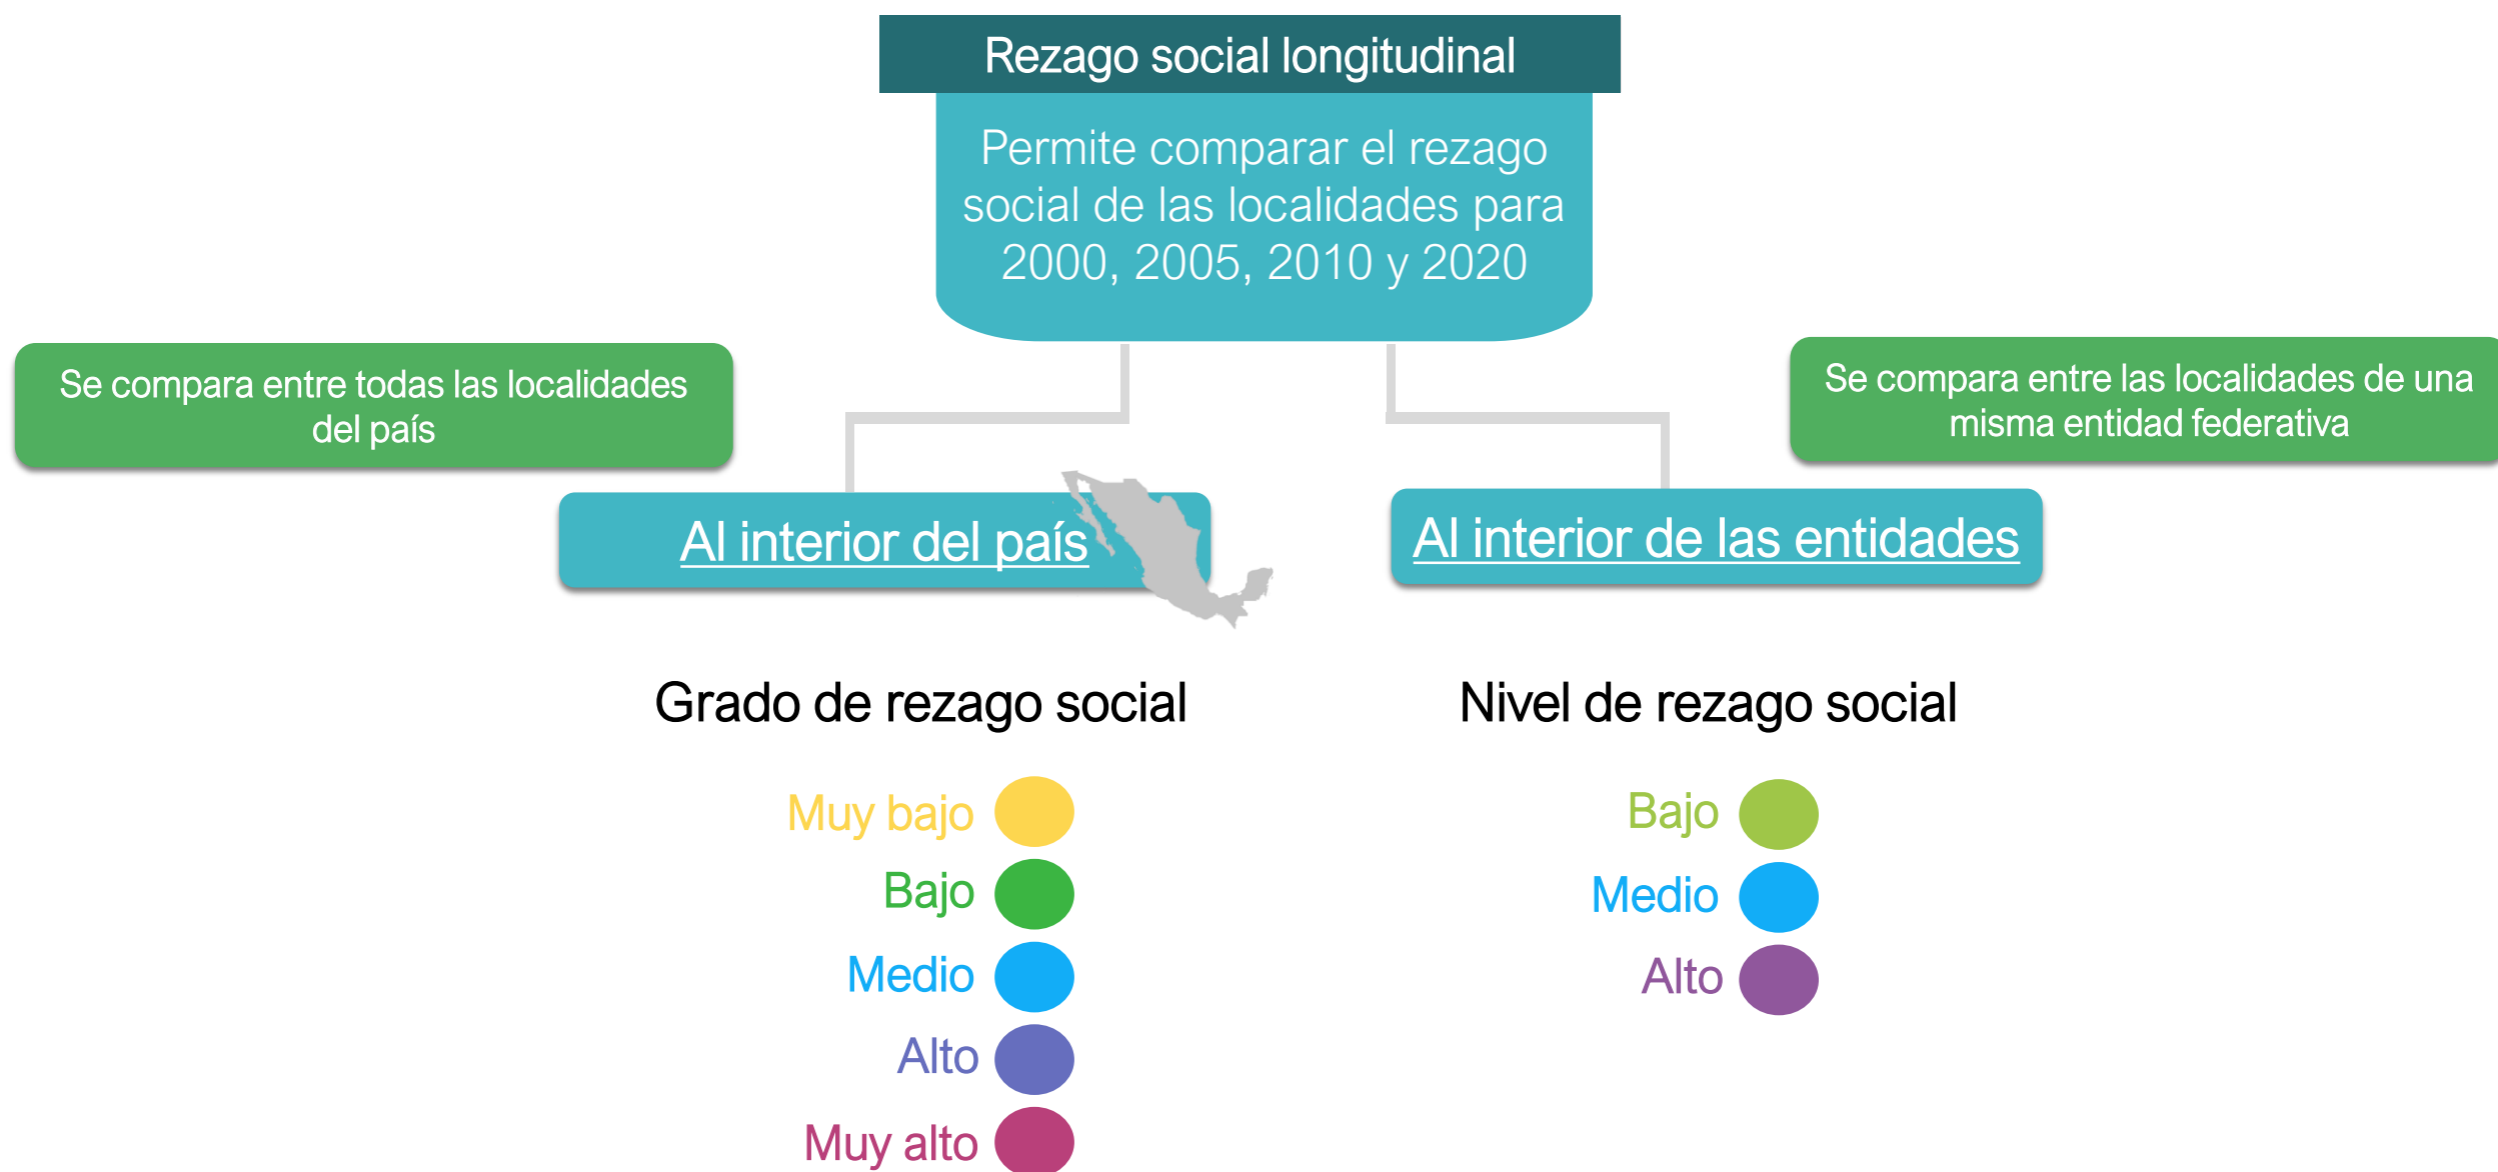 Rezago social longitudinal
Permite comparar el rezago
social de las localidades para
2000, 2005, 2010 y 2020
Se compara entre todas las localidades
del país
Se compara entre las localidades de una
misma entidad federativa
Al interior del país
Al interior de las entidades
Grado de rezago social
Muy bajo
Bajo
Medio
Alto
Muy alto
Nivel de rezago social
Bajo
Medio
Alto